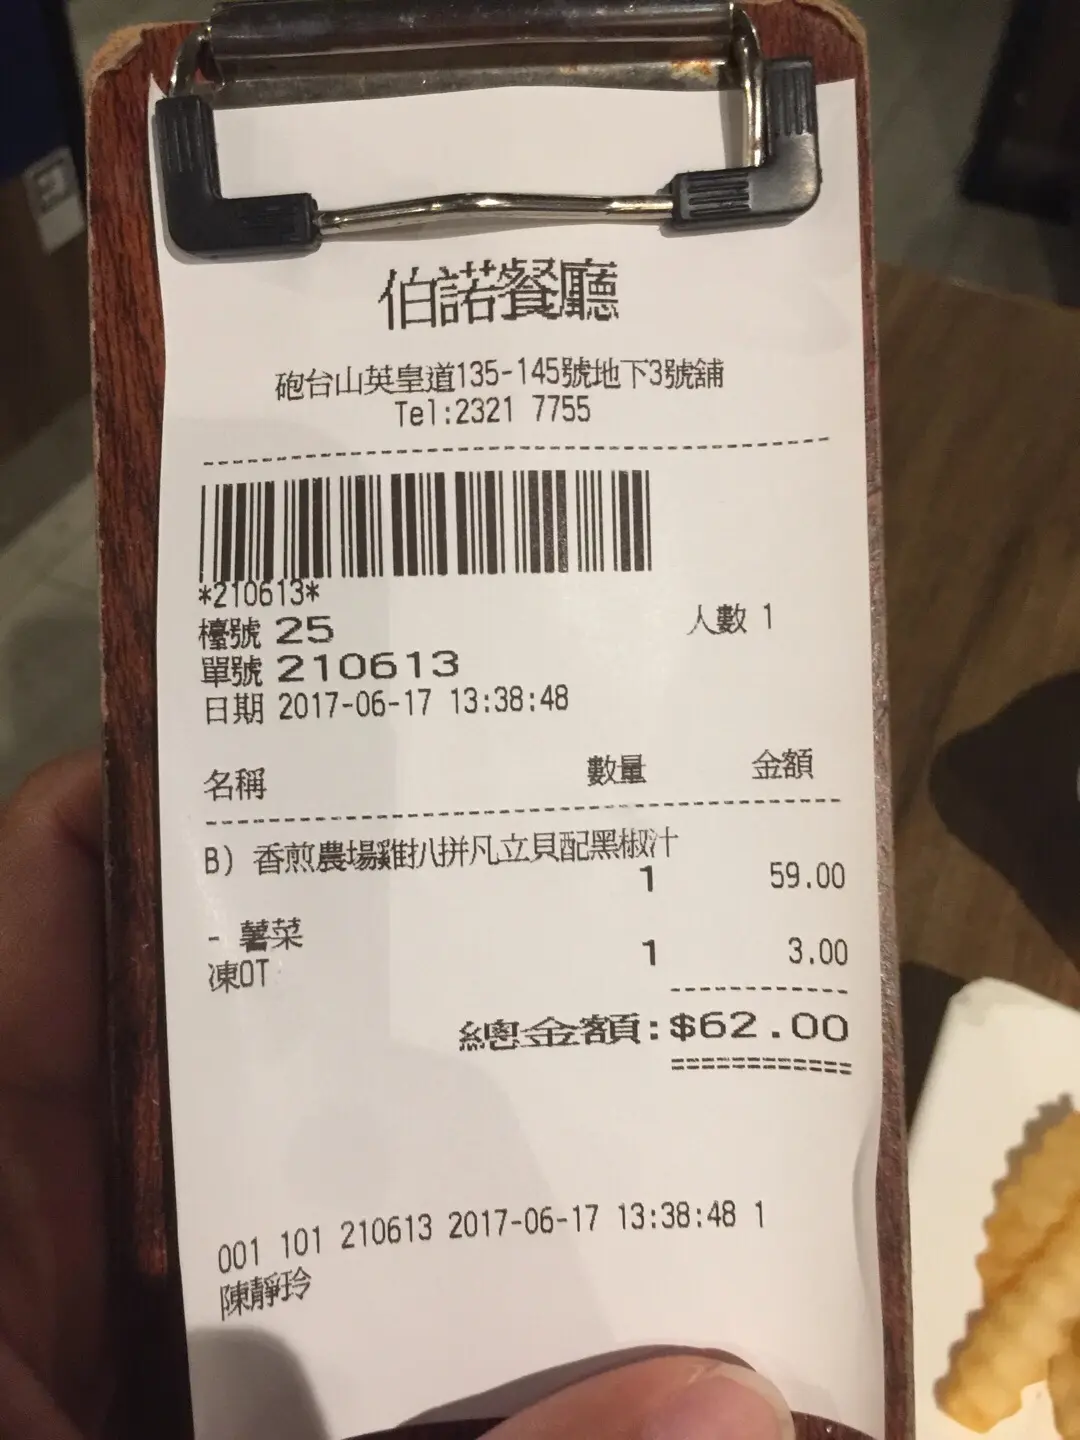 伯諾餐廳
砲台山英皇道135-145號地下3號舖
Tel:2321 7755
*210613*
檯號 25 人數 1
單號 210613
日期 2017-06-17 13:38:48
名稱 數量 金額
B) 香煎農場雞扒拼凡立貝配黑椒汁
1 59.00
- 薯菜
凍OT 1 3.00
總金額:$62.00
001 101 210613 2017-06-17 13:38:48 1
陳靜玲